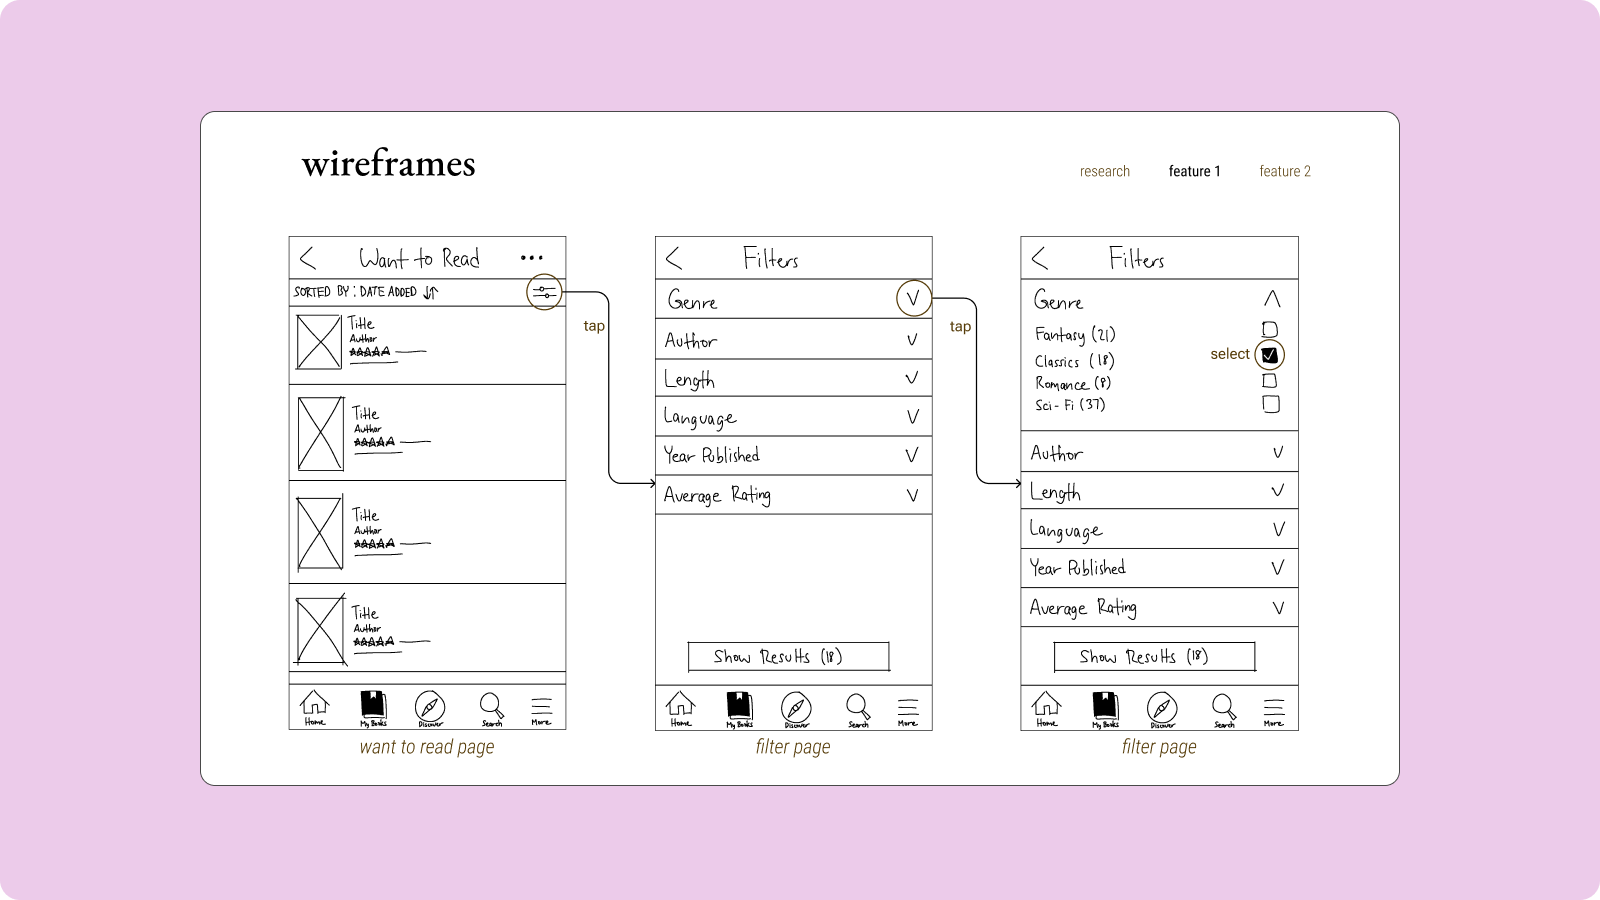 wireframes
research feature 1 feature 2
Want to Read
SORTED BY: DATE ADDED
Title
Author
Title
Author
Title
Author
Title
Author
Home My Books Discover Search More
want to read page
tap
Filters
Genre
Author
Length
Language
Year Published
Average Rating
Show Results (18)
Home My Books Discover Search More
filter page
tap
Filters
Genre
Fantasy (21)
Classics (18)
select
Romance (8)
Sci-Fi (37)
Author
Length
Language
Year Published
Average Rating
Show Results (18)
Home My Books Discover Search More
filter page